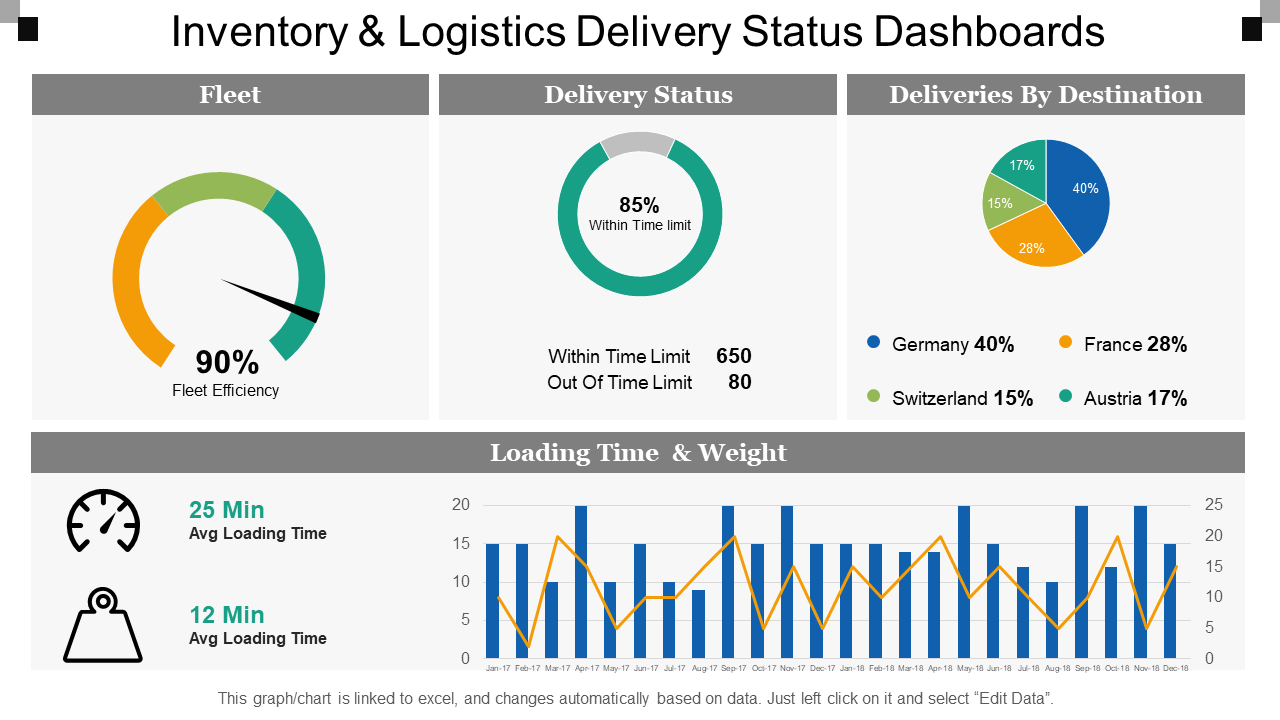 Inventory & Logistics Delivery Status Dashboards
Fleet
90%
Fleet Efficiency
Delivery Status
85%
Within Time limit
Within Time Limit 650
Out Of Time Limit 80
Deliveries By Destination
17%
40%
15%
28%
Germany 40%
France 28%
Switzerland 15%
Austria 17%
Loading Time & Weight
25 Min
Avg Loading Time
12 Min
Avg Loading Time
20
15
10
5
0
25
20
15
10
5
0
Jan-17 Feb-17 Mar-17 Apr-17 May-17 Jun-17 Jul-17 Aug-17 Sep-17 Oct-17 Nov-17 Dec-17 Jan-18 Feb-18 Mar-18 Apr-18 May-18 Jun-18 Jul-18 Aug-18 Sep-18 Oct-18 Nov-18 Dec-18
This graph/chart is linked to excel, and changes automatically based on data. Just left click on it and select “Edit Data”.